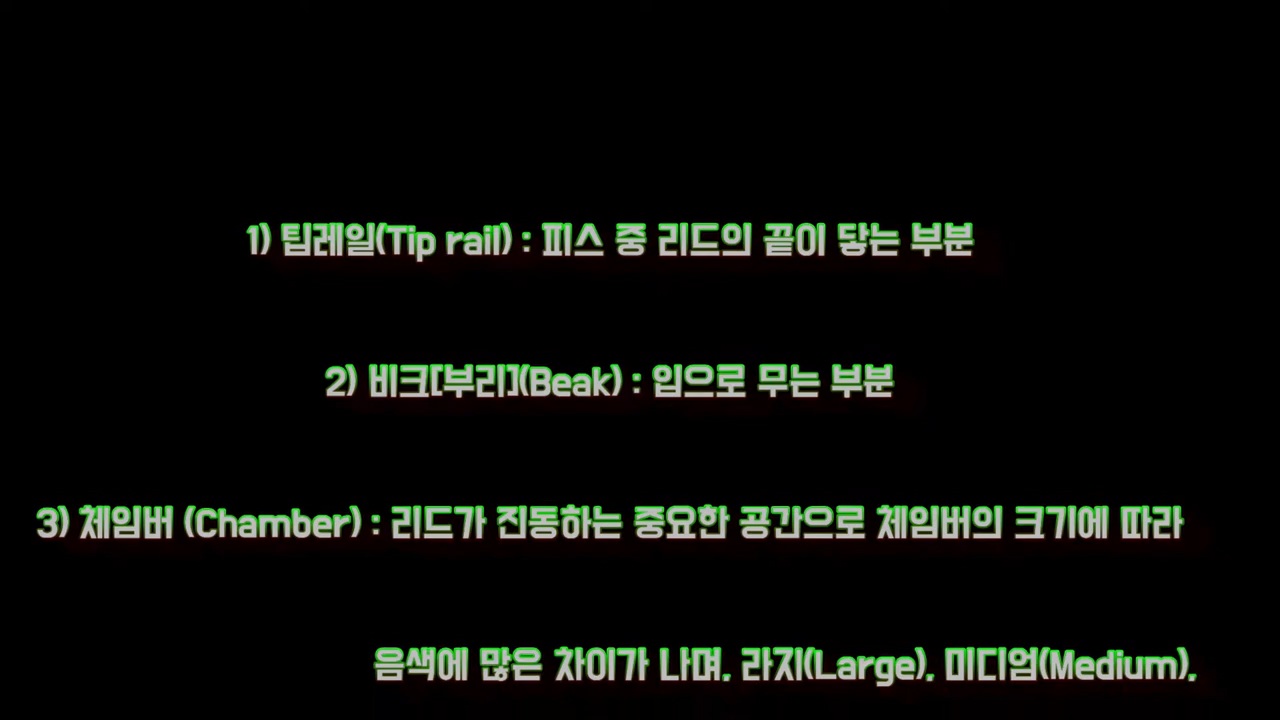 1) 팁레일(Tip rail) : 피스 중 리드의 끝이 닿는 부분
2) 비크[부리](Beak) : 입으로 무는 부분
3) 체임버 (Chamber) : 리드가 진동하는 중요한 공간으로 체임버의 크기에 따라
음색에 많은 차이가 나며, 라지(Large), 미디엄(Medium),